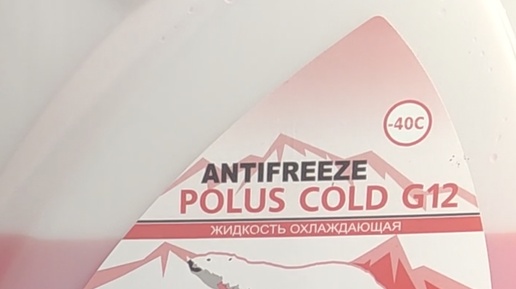 -40C
ANTIFREEZE
POLUS COLD G12
ЖИДКОСТЬ ОХЛАЖДАЮЩАЯ